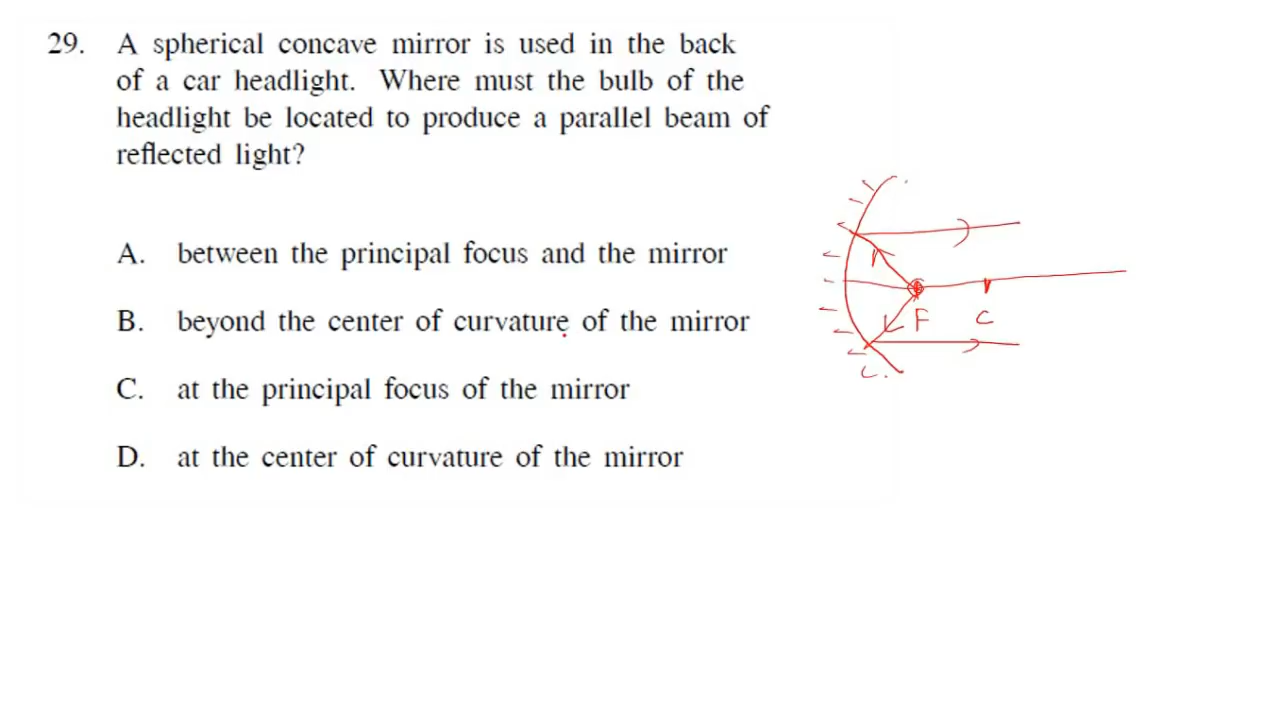 29. A spherical concave mirror is used in the back
of a car headlight. Where must the bulb of the
headlight be located to produce a parallel beam of
reflected light?
A. between the principal focus and the mirror
B. beyond the center of curvature of the mirror
F
C
C. at the principal focus of the mirror
D. at the center of curvature of the mirror